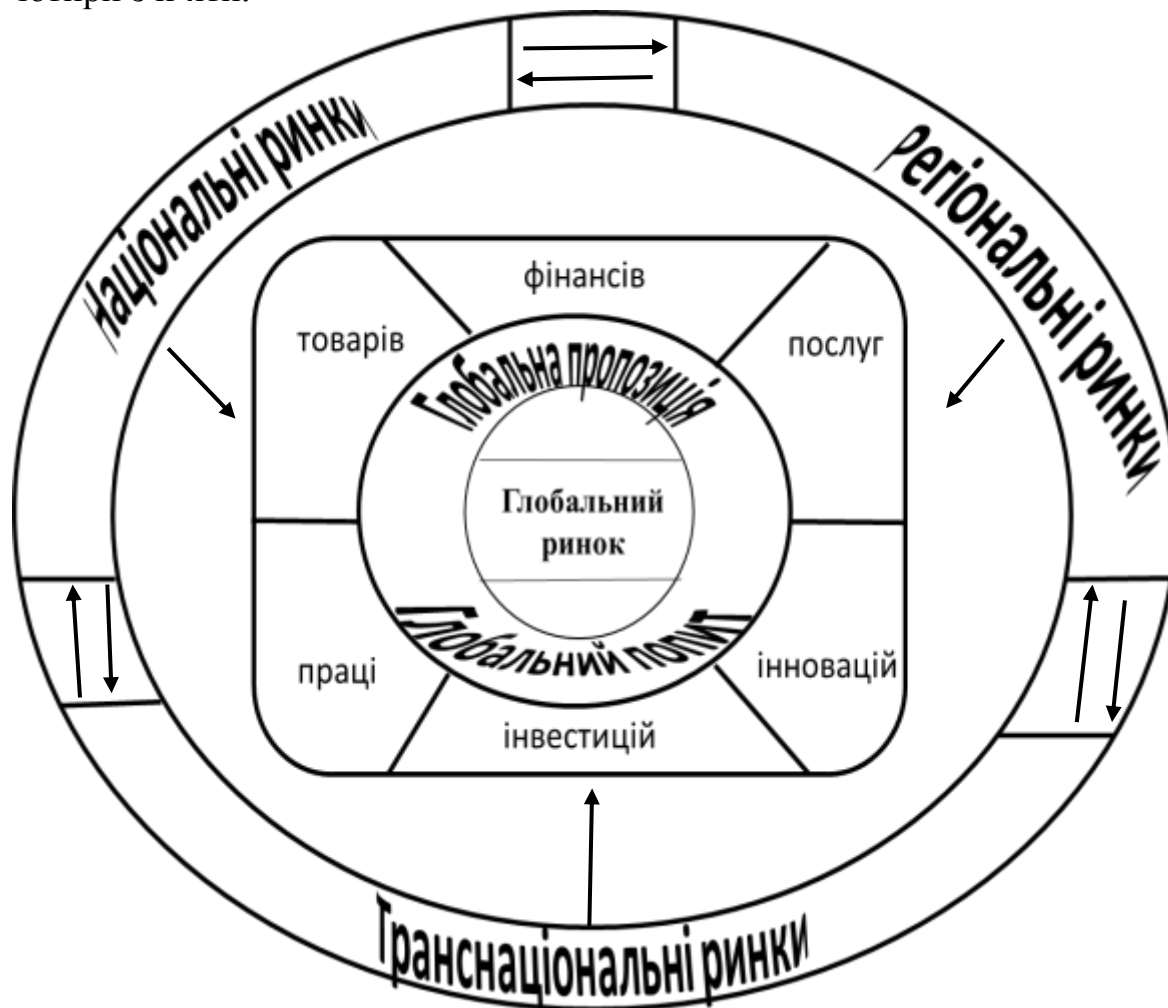 Національні ринки
Регіональні ринки
фінансів
товарів
послуг
Глобальна пропозиція
Глобальний
ринок
Глобальний попит
праці
інновацій
інвестицій
Транснаціональні ринки